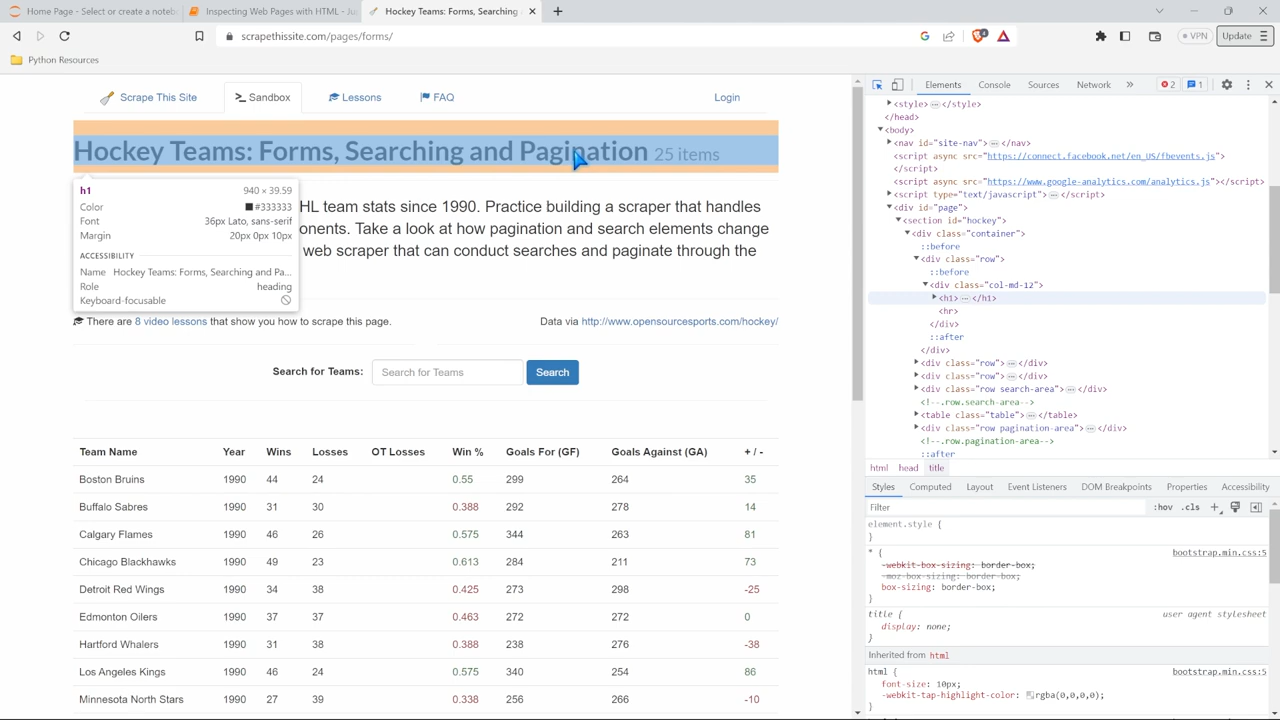 Home Page - Select or create a notebo
Inspecting Web Pages with HTML - Ju
Hockey Teams: Forms, Searching
scrapethissite.com/pages/forms/
VPN
Update
Python Resources
Scrape This Site
Sandbox
Lessons
FAQ
Login
Hockey Teams: Forms, Searching and Pagination 25 items
h1 940 × 39.59
Color #333333
Font 36px Lato, sans-serif
Margin 20px 0px 10px
ACCESSIBILITY
Name Hockey Teams: Forms, Searching and Pa...
Role heading
Keyboard-focusable
HL team stats since 1990. Practice building a scraper that handles
onents. Take a look at how pagination and search elements change
web scraper that can conduct searches and paginate through the
There are 8 video lessons that show you how to scrape this page.
Data via http://www.opensourcesports.com/hockey/
Search for Teams: Search for Teams Search
Team Name Year Wins Losses OT Losses Win % Goals For (GF) Goals Against (GA) + / -
Boston Bruins 1990 44 24 0.55 299 264 35
Buffalo Sabres 1990 31 30 0.388 292 278 14
Calgary Flames 1990 46 26 0.575 344 263 81
Chicago Blackhawks 1990 49 23 0.613 284 211 73
Detroit Red Wings 1990 34 38 0.425 273 298 -25
Edmonton Oilers 1990 37 37 0.463 272 272 0
Hartford Whalers 1990 31 38 0.388 238 276 -38
Los Angeles Kings 1990 46 24 0.575 340 254 86
Minnesota North Stars 1990 27 39 0.338 256 266 -10
Elements Console Sources Network » 2 1
<style>…</style>
</head>
<body>
<nav id="site-nav">…</nav>
<script async src="https://connect.facebook.net/en_US/fbevents.js">
</script>
<script async src="https://www.google-analytics.com/analytics.js"></script>
<script type="text/javascript">…</script>
<div id="page">
<section id="hockey">
<div class="container">
::before
<div class="row">
::before
<div class="col-md-12">
<h1>…</h1>
<hr>
</div>
::after
</div>
<div class="row">…</div>
<div class="row">…</div>
<div class="row search-area">…</div>
<!--.row.search-area-->
<table class="table">…</table>
<div class="row pagination-area">…</div>
<!--.row.pagination-area-->
::after
html head title
Styles Computed Layout Event Listeners DOM Breakpoints Properties Accessibility
Filter :hov .cls +
element.style {
}
* { bootstrap.min.css:5
-webkit-box-sizing: border-box;
-moz-box-sizing: border-box;
box-sizing: border-box;
}
title { user agent stylesheet
display: none;
}
Inherited from html
html { bootstrap.min.css:5
font-size: 10px;
-webkit-tap-highlight-color: rgba(0,0,0,0);
}